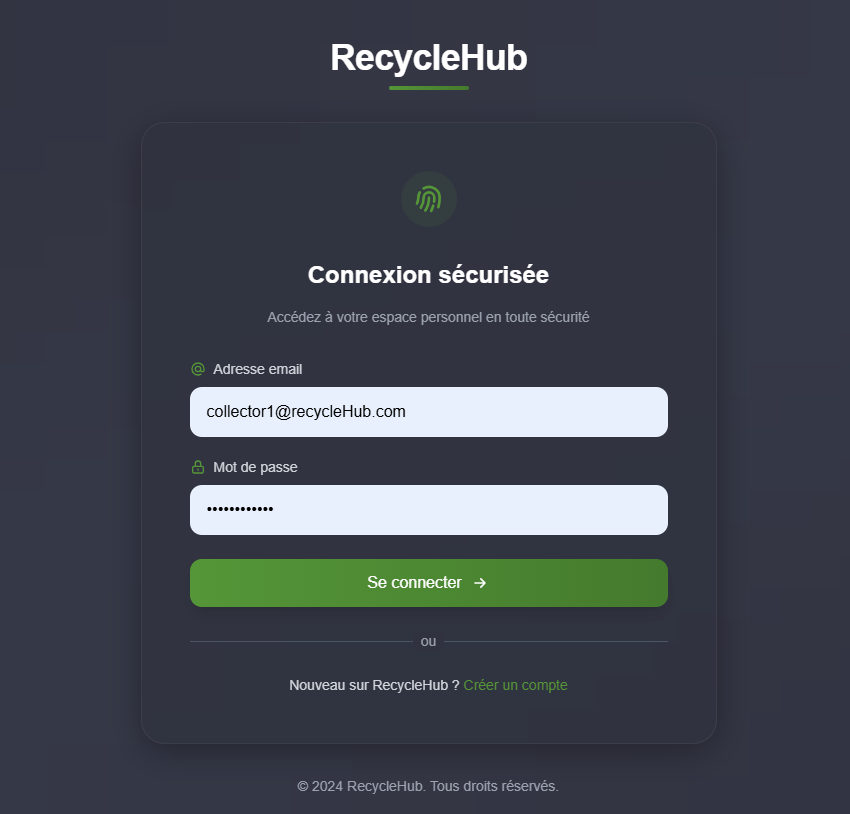 RecycleHub
Connexion sécurisée
Accédez à votre espace personnel en toute sécurité
Adresse email
collector1@recycleHub.com
Mot de passe
••••••••••••
Se connecter →
ou
Nouveau sur RecycleHub ? Créer un compte
© 2024 RecycleHub. Tous droits réservés.